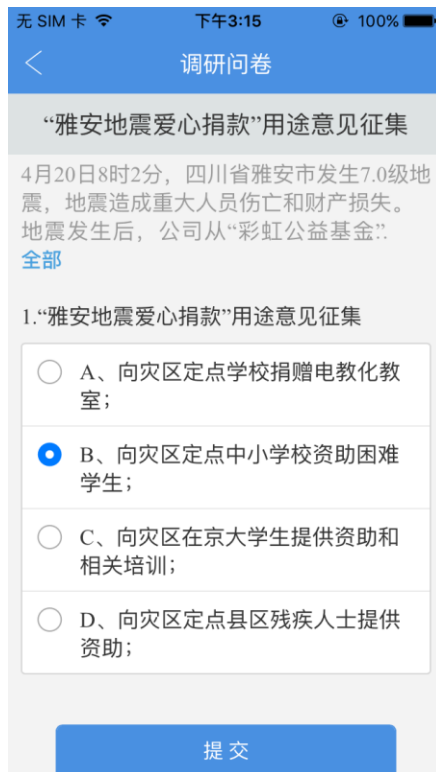 无 SIM 卡 下午3:15 100%
调研问卷
“雅安地震爱心捐款”用途意见征集
4月20日8时2分，四川省雅安市发生7.0级地
震，地震造成重大人员伤亡和财产损失。
地震发生后，公司从“彩虹公益基金”..
全部
1.“雅安地震爱心捐款”用途意见征集
A、向灾区定点学校捐赠电教化教
室；
B、向灾区定点中小学校资助困难
学生；
C、向灾区在京大学生提供资助和
相关培训；
D、向灾区定点县区残疾人士提供
资助；
提 交